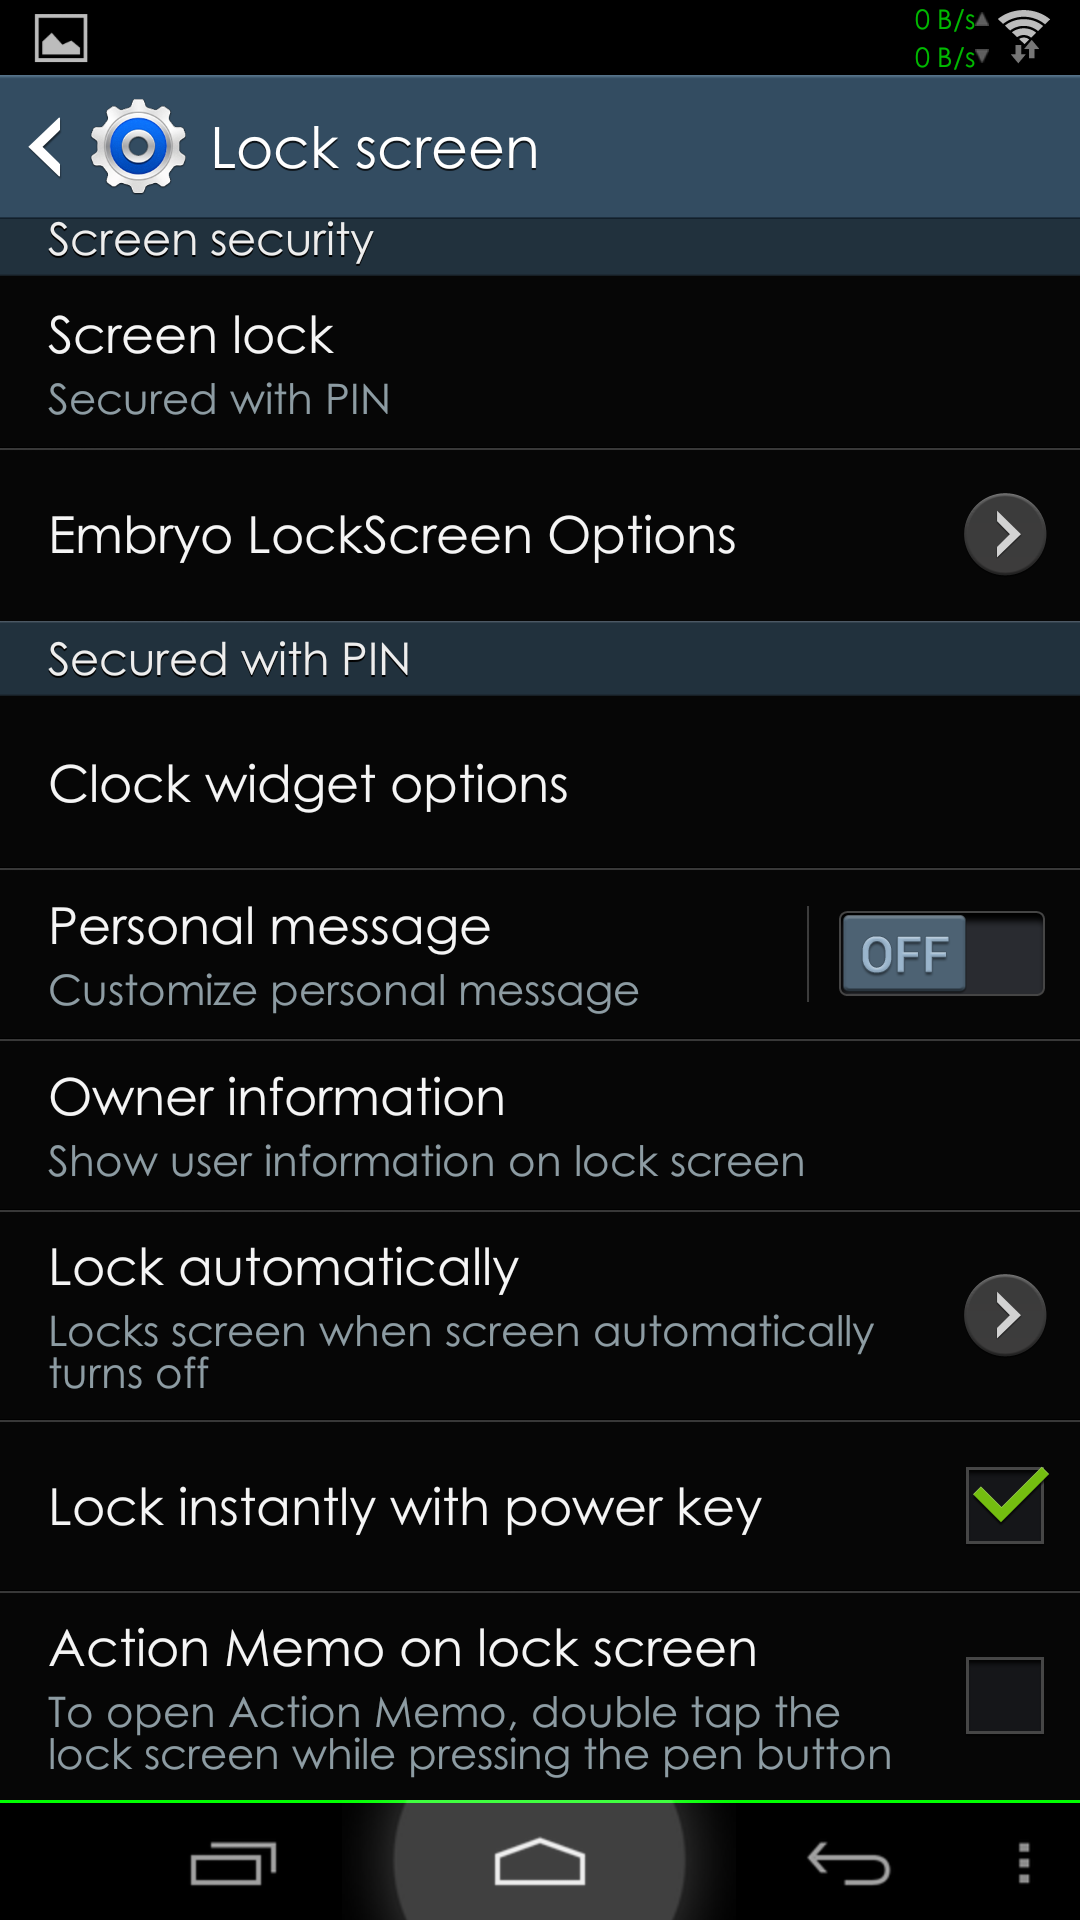 0 B/s
0 B/s
Lock screen
Screen security
Screen lock
Secured with PIN
Embryo LockScreen Options
Secured with PIN
Clock widget options
Personal message
Customize personal message
OFF
Owner information
Show user information on lock screen
Lock automatically
Locks screen when screen automatically
turns off
Lock instantly with power key
Action Memo on lock screen
To open Action Memo, double tap the
lock screen while pressing the pen button